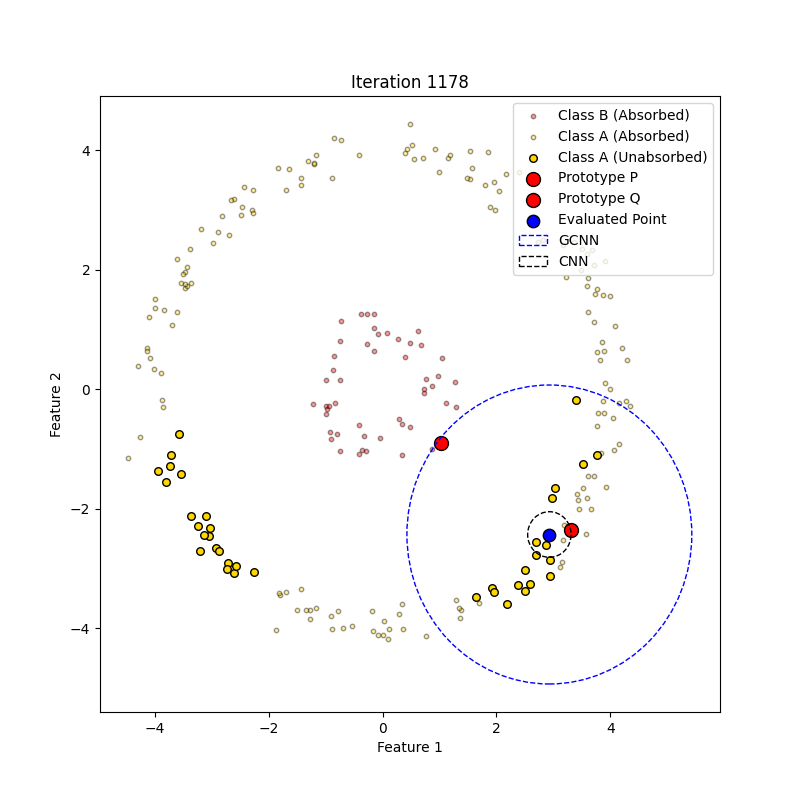 Iteration 1178
Class B (Absorbed)
Class A (Absorbed)
Class A (Unabsorbed)
Prototype P
Prototype Q
Evaluated Point
GCNN
CNN
4
2
0
−2
−4
−4
−2
0
2
4
Feature 1
Feature 2